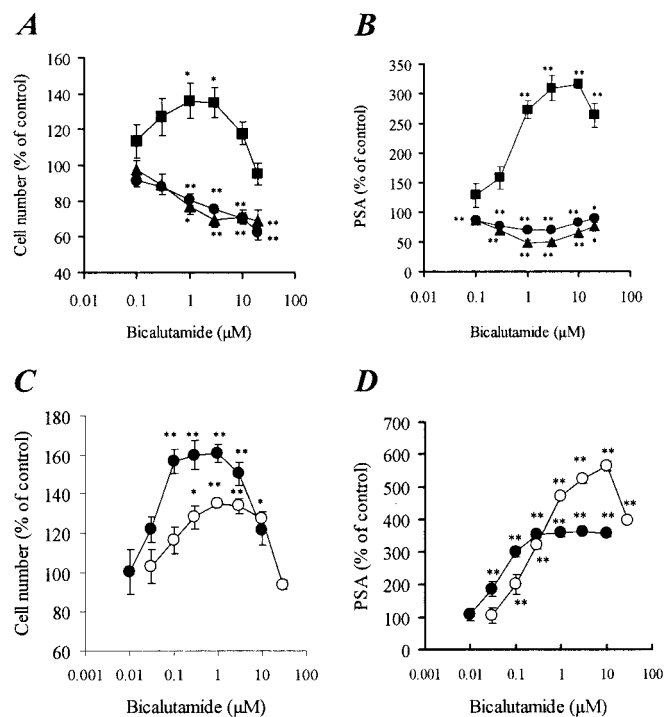 A
Cell number (% of control)
160
140
120
100
80
60
40
* *
** ** **
* ** ** **
**
0.01 0.1 1 10 100
Bicalutamide (µM)
B
PSA (% of control)
350
300
250
200
150
100
50
0
** ** ** **
** ** ** ** ** *
** ** ** ** *
0.01 0.1 1 10 100
Bicalutamide (µM)
C
Cell number (% of control)
180
160
140
120
100
80
60
** ** ** **
* ** ** *
0.001 0.01 0.1 1 10 100
Bicalutamide (µM)
D
PSA (% of control)
700
600
500
400
300
200
100
0
** ** ** **
** ** ** ** ** **
** **
0.001 0.01 0.1 1 10 100
Bicalutamide (µM)